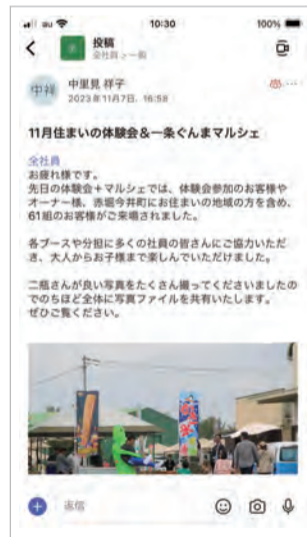 au 10:30 100%
投稿
全社員 > 一般
中祥 中里見 祥子
2023年11月7日, 16:58
11月住まいの体験会&一条ぐんまマルシェ
全社員
お疲れ様です。
先日の体験会+マルシェでは、体験会参加のお客様や
オーナー様、赤堀今井町にお住まいの地域の方を含め、
61組のお客様がご来場されました。
各ブースや分担に多くの社員の皆さんにご協力いただ
き、大人からお子様まで楽しんでいただけました。
二瓶さんが良い写真をたくさん撮ってくださいましたの
でのちほど全体に写真ファイルを共有いたします。
ぜひご覧ください。
返信